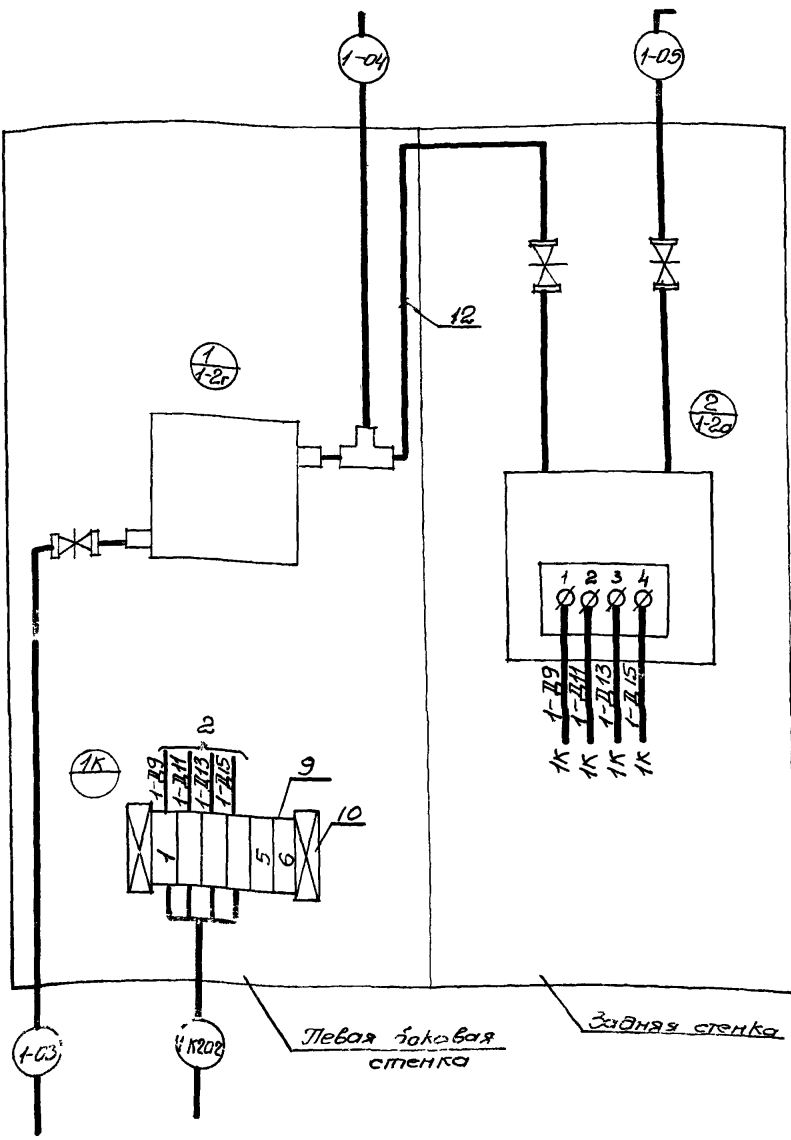 1-04
1-05
12
1
1-2г
2
1-2а
1 2 3 4
1-Д9
1-Д11
1-Д13
1-Д15
1К
1К
1К
1К
2
1К
1-Д9
1-Д11
1-Д13
1-Д15
9
10
1
5
6
Левая боковая
стенка
Задняя стенка
1-03
1К202